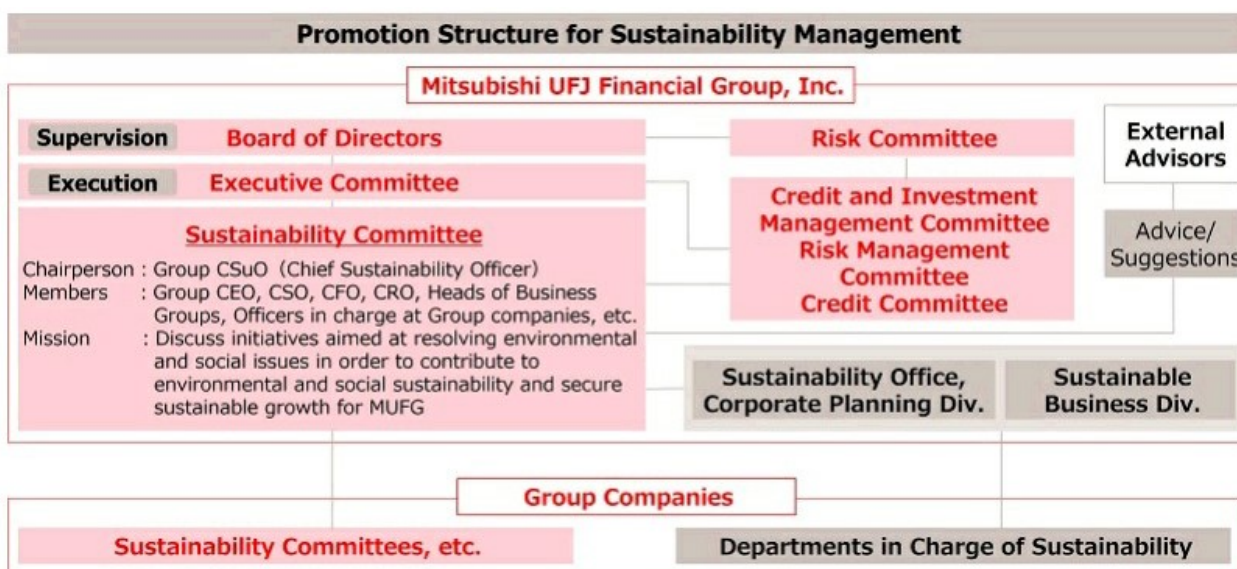 Promotion Structure for Sustainability Management
Mitsubishi UFJ Financial Group, Inc.
Supervision Board of Directors
Risk Committee
External
Advisors
Execution Executive Committee
Credit and Investment
Management Committee
Risk Management
Committee
Credit Committee
Advice/
Suggestions
Sustainability Committee
Chairperson : Group CSuO (Chief Sustainability Officer)
Members : Group CEO, CSO, CFO, CRO, Heads of Business
Groups, Officers in charge at Group companies, etc.
Mission : Discuss initiatives aimed at resolving environmental
and social issues in order to contribute to
environmental and social sustainability and secure
sustainable growth for MUFG
Sustainability Office,
Corporate Planning Div.
Sustainable
Business Div.
Group Companies
Sustainability Committees, etc.
Departments in Charge of Sustainability